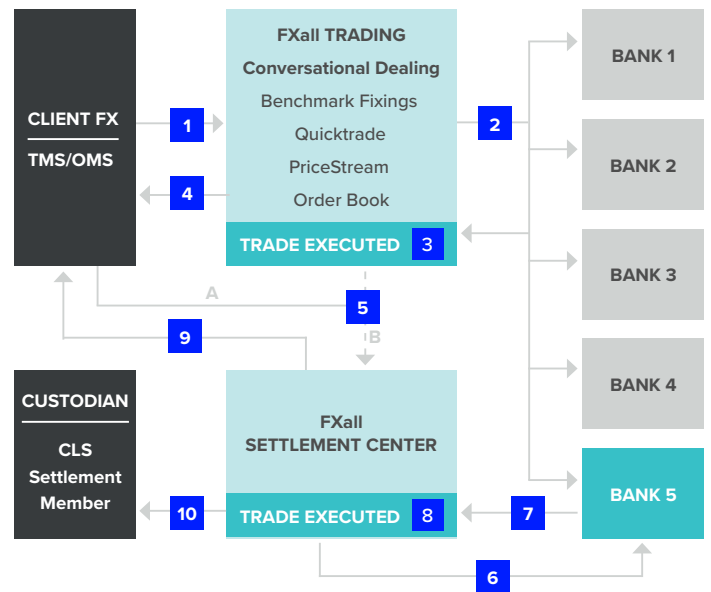 FXall TRADING
Conversational Dealing
Benchmark Fixings
Quicktrade
PriceStream
Order Book
TRADE EXECUTED 3
CLIENT FX
TMS/OMS
1
4
2
BANK 1
BANK 2
BANK 3
BANK 4
BANK 5
A
5
B
9
CUSTODIAN
CLS
Settlement
Member
FXall
SETTLEMENT CENTER
TRADE EXECUTED 8
10
7
6